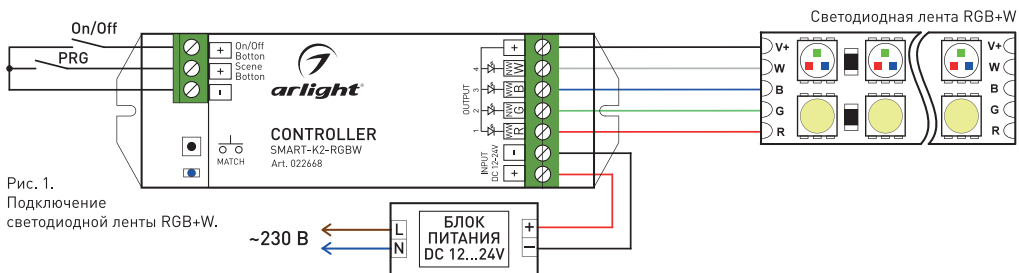 On/Off
PRG
+
On/Off
Botton
+
Scene
Botton
-
arlight®
CONTROLLER
SMART-K2-RGBW
Art. 022668
MATCH
OUTPUT
4
3
2
1
+
W
B
G
R
INPUT
DC 12-24V
-
+
Светодиодная лента RGB+W
V+
W
B
G
R
V+
W
B
G
R
Рис. 1.
Подключение
светодиодной ленты RGB+W.
~230 В
L
N
БЛОК
ПИТАНИЯ
DC 12...24V
+
-